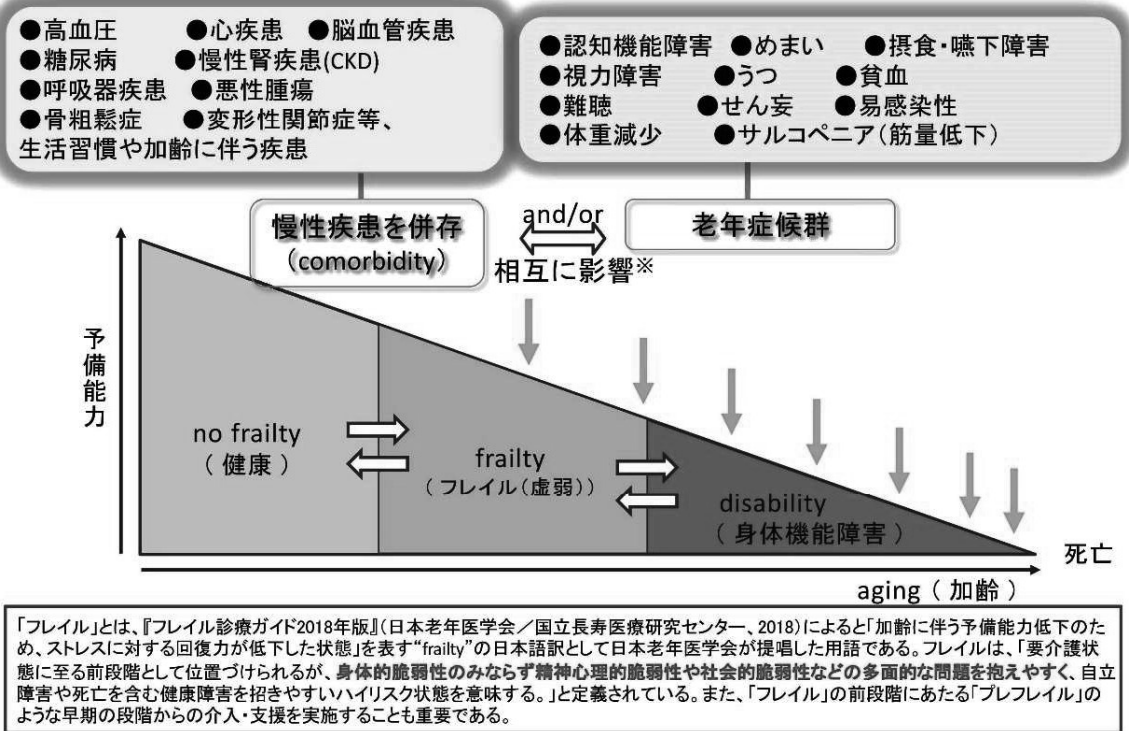 ●高血圧 ●心疾患 ●脳血管疾患
●糖尿病 ●慢性腎疾患(CKD)
●呼吸器疾患 ●悪性腫瘍
●骨粗鬆症 ●変形性関節症等、
生活習慣や加齢に伴う疾患
●認知機能障害 ●めまい ●摂食・嚥下障害
●視力障害 ●うつ ●貧血
●難聴 ●せん妄 ●易感染性
●体重減少 ●サルコペニア(筋量低下)
慢性疾患を併存
(comorbidity)
and/or
相互に影響※
老年症候群
予備能力
no frailty
(健康)
frailty
(フレイル(虚弱))
disability
(身体機能障害)
死亡
aging(加齢)
「フレイル」とは、『フレイル診療ガイド2018年版』(日本老年医学会/国立長寿医療研究センター、2018)によると「加齢に伴う予備能力低下のた
め、ストレスに対する回復力が低下した状態」を表す“frailty”の日本語訳として日本老年医学会が提唱した用語である。フレイルは、「要介護状
態に至る前段階として位置づけられるが、身体的脆弱性のみならず精神心理的脆弱性や社会的脆弱性などの多面的な問題を抱えやすく、自立
障害や死亡を含む健康障害を招きやすいハイリスク状態を意味する。」と定義されている。また、「フレイル」の前段階にあたる「プレフレイル」の
ような早期の段階からの介入・支援を実施することも重要である。